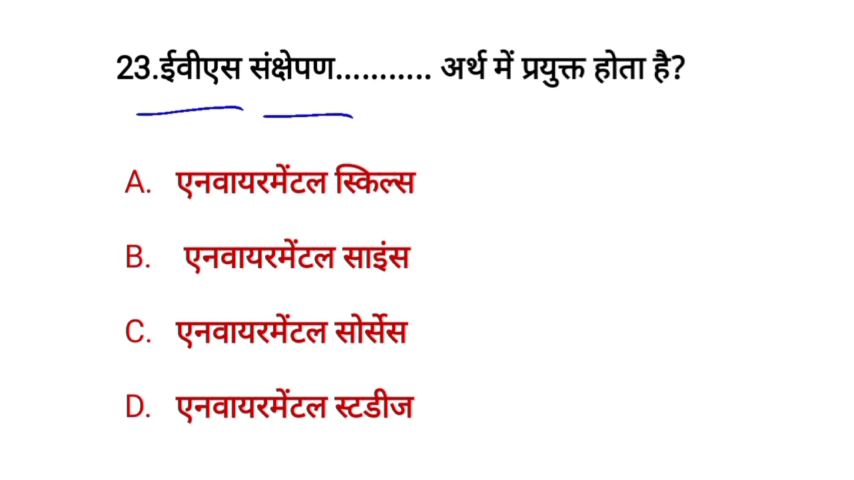 23.ईवीएस संक्षेपण........... अर्थ में प्रयुक्त होता है?
A. एनवायरमेंटल स्किल्स
B. एनवायरमेंटल साइंस
C. एनवायरमेंटल सोर्सेस
D. एनवायरमेंटल स्टडीज